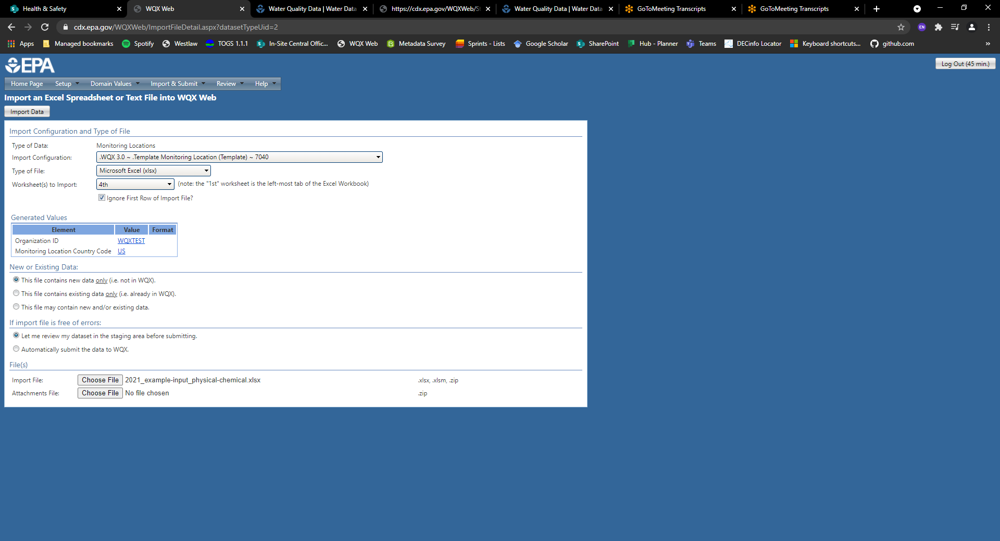 Health & Safety
WQX Web
Water Quality Data | Water Data
https://cdx.epa.gov/WQXWeb/St
Water Quality Data | Water Data
GoToMeeting Transcripts
GoToMeeting Transcripts
cdx.epa.gov/WQXWeb/ImportFileDetail.aspx?datasetTypeUid=2
EN
Apps
Managed bookmarks
Spotify
Westlaw
TOGS 1.1.1
In-Site Central Offic...
WQX Web
Metadata Survey
Sprints - Lists
Google Scholar
SharePoint
Hub - Planner
Teams
DECinfo Locator
Keyboard shortcuts...
github.com
»
EPA
Log Out (45 min.)
Home Page Setup Domain Values Import & Submit Review Help
Import an Excel Spreadsheet or Text File into WQX Web
Import Data
Import Configuration and Type of File
Type of Data: Monitoring Locations
Import Configuration: .WQX 3.0 ~ .Template Monitoring Location (Template) ~ 7040
Type of File: Microsoft Excel (xlsx)
Worksheet(s) to Import: 4th (note: the "1st" worksheet is the left-most tab of the Excel Workbook)
Ignore First Row of Import File?
Generated Values
Element Value Format
Organization ID WQXTEST
Monitoring Location Country Code US
New or Existing Data:
This file contains new data only (i.e. not in WQX).
This file contains existing data only (i.e. already in WQX).
This file may contain new and/or existing data.
If import file is free of errors:
Let me review my dataset in the staging area before submitting.
Automatically submit the data to WQX.
File(s)
Import File: Choose File 2021_example-input_physical-chemical.xlsx .xlsx, .xlsm, .zip
Attachments File: Choose File No file chosen .zip